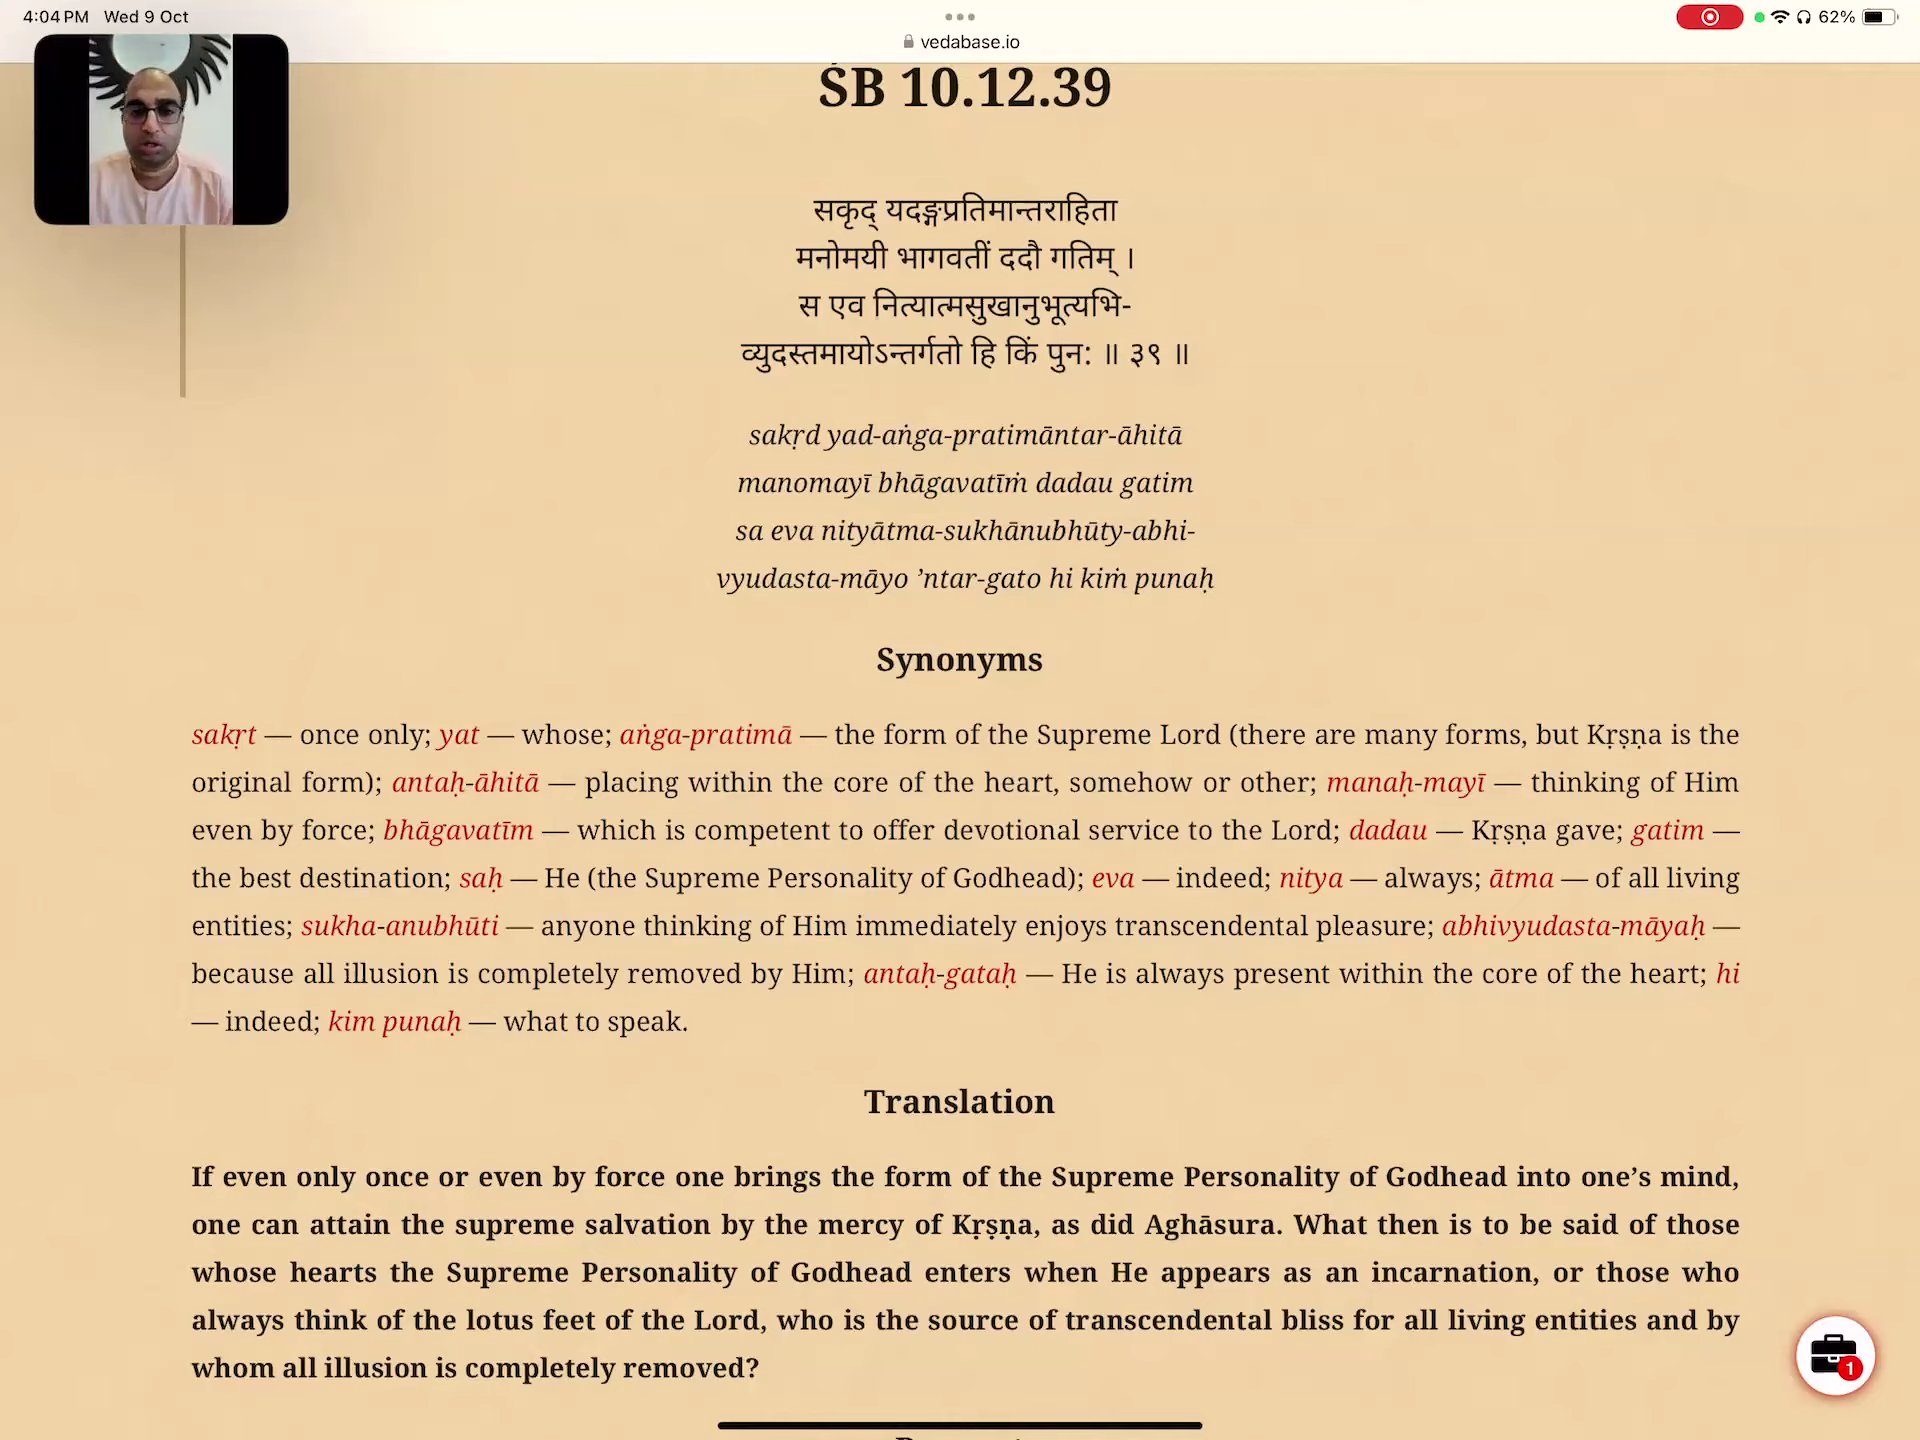 4:04 PM Wed 9 Oct
62%
vedabase.io
ŚB 10.12.39
सकृद् यदङ्गप्रतिमान्तराहिता
मनोमयी भागवतीं ददौ गतिम् ।
स एव नित्यात्मसुखानुभूत्यभि-
व्युदस्तमायोऽन्तर्गतो हि किं पुन: ॥ ३९ ॥
sakṛd yad-aṅga-pratimāntar-āhitā
manomayī bhāgavatīṁ dadau gatim
sa eva nityātma-sukhānubhūty-abhi-
vyudasta-māyo ’ntar-gato hi kiṁ punaḥ
Synonyms
sakṛt — once only; yat — whose; aṅga-pratimā — the form of the Supreme Lord (there are many forms, but Kṛṣṇa is the
original form); antaḥ-āhitā — placing within the core of the heart, somehow or other; manaḥ-mayī — thinking of Him
even by force; bhāgavatīm — which is competent to offer devotional service to the Lord; dadau — Kṛṣṇa gave; gatim —
the best destination; saḥ — He (the Supreme Personality of Godhead); eva — indeed; nitya — always; ātma — of all living
entities; sukha-anubhūti — anyone thinking of Him immediately enjoys transcendental pleasure; abhivyudasta-māyaḥ —
because all illusion is completely removed by Him; antaḥ-gataḥ — He is always present within the core of the heart; hi
— indeed; kim punaḥ — what to speak.
Translation
If even only once or even by force one brings the form of the Supreme Personality of Godhead into one’s mind,
one can attain the supreme salvation by the mercy of Kṛṣṇa, as did Aghāsura. What then is to be said of those
whose hearts the Supreme Personality of Godhead enters when He appears as an incarnation, or those who
always think of the lotus feet of the Lord, who is the source of transcendental bliss for all living entities and by
whom all illusion is completely removed?
1